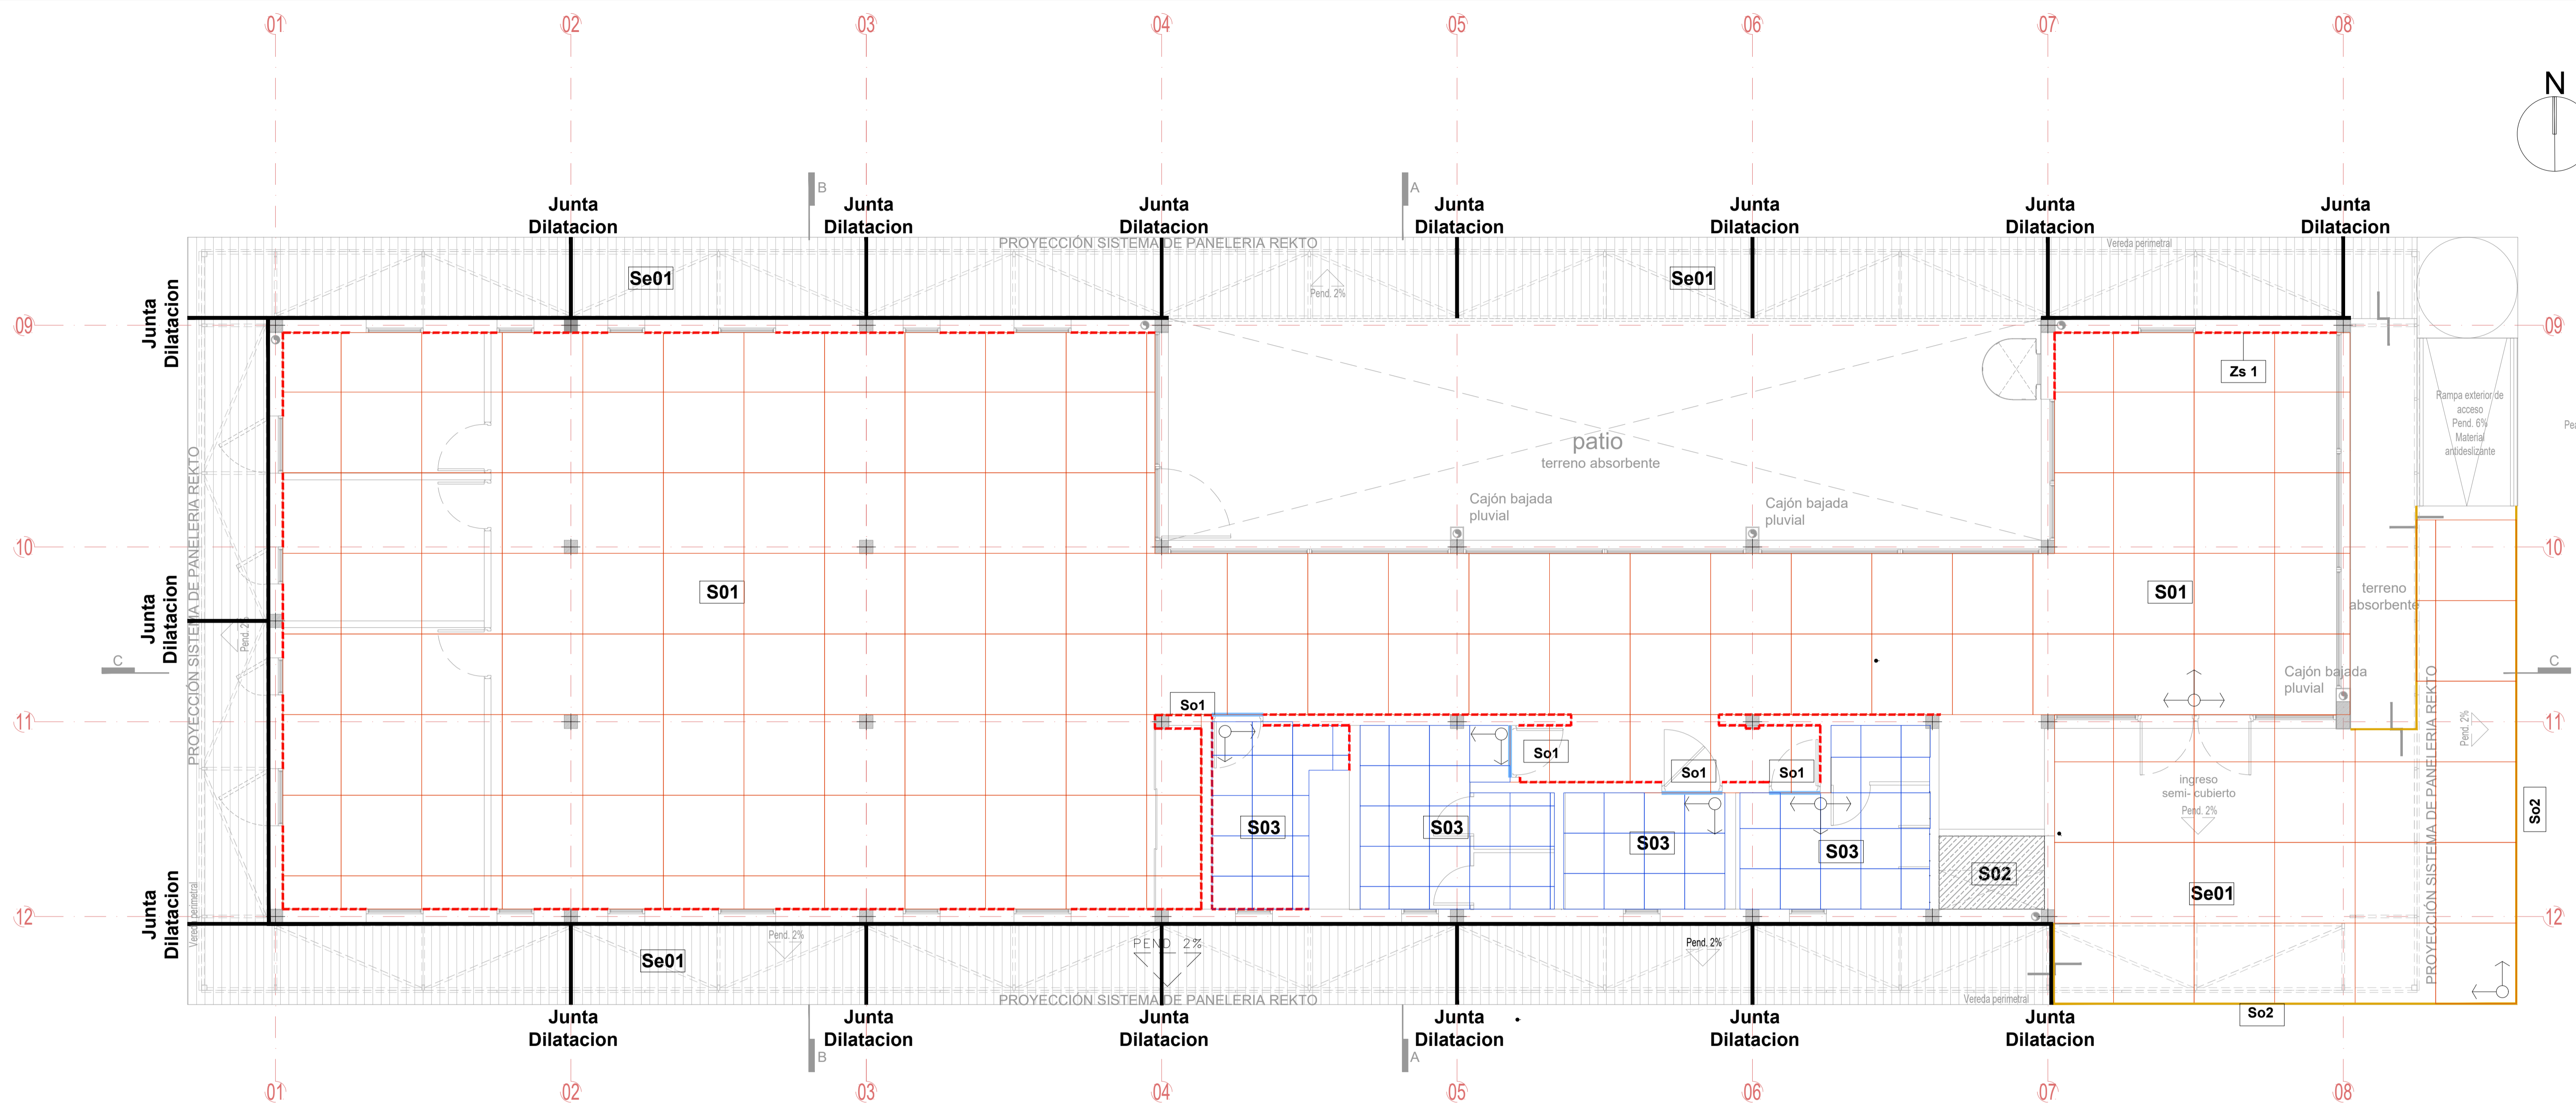 01
02
03
04
05
06
07
08
N
B
A
Junta
Dilatacion
Junta
Dilatacion
Junta
Dilatacion
Junta
Dilatacion
Junta
Dilatacion
Junta
Dilatacion
Junta
Dilatacion
PROYECCIÓN SISTEMA DE PANELERIA REKTO
Vereda perimetral
Se01
Se01
Pend. 2%
Junta
Dilatacion
09
09
Zs 1
Rampa exterior de
acceso
Pend. 6%
Material
antideslizante
patio
terreno absorbente
Cajón bajada
pluvial
Cajón bajada
pluvial
PROYECCIÓN SISTEMA DE PANELERIA REKTO
10
10
S01
S01
terreno
absorbente
Junta
Dilatacion
Pend. 2%
C
C
Cajón bajada
pluvial
So1
11
11
Pend. 2%
So1
So1
So1
ingreso
semi- cubierto
Pend. 2%
So2
S03
S03
S03
S03
S02
Se01
PROYECCIÓN SISTEMA DE PANELERIA REKTO
Junta
Dilatacion
Vereda perimetral
12
12
Se01
Pend. 2%
PEND 2%
Pend. 2%
PROYECCIÓN SISTEMA DE PANELERIA REKTO
Vereda perimetral
So2
Junta
Dilatacion
Junta
Dilatacion
Junta
Dilatacion
Junta
Dilatacion
Junta
Dilatacion
Junta
Dilatacion
B
A
01
02
03
04
05
06
07
08